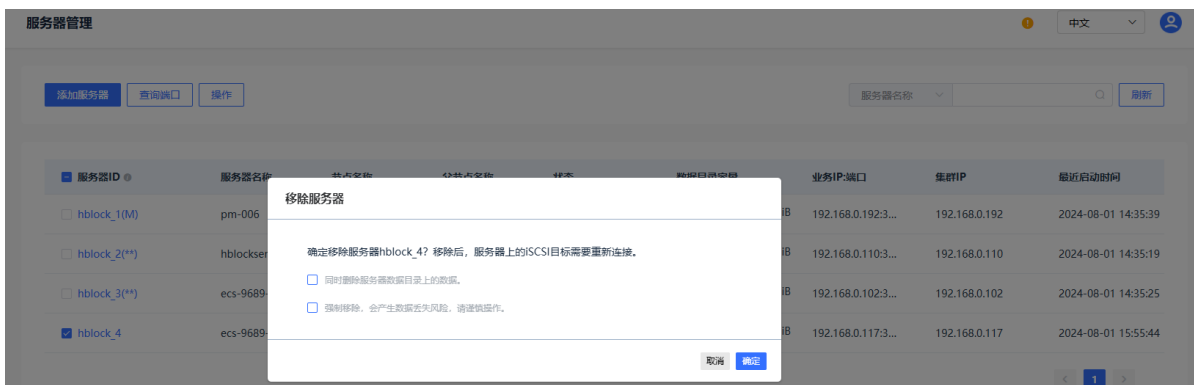 服务器管理
中文
添加服务器 查询端口 操作 服务器名称 刷新
服务器ID 服务器名称 节点名称 父节点名称 状态 数据目录容量 业务IP:端口 集群IP 最近启动时间
移除服务器
hblock_1(M) pm-006 iB 192.168.0.192:3... 192.168.0.192 2024-08-01 14:35:39
确定移除服务器hblock_4？移除后，服务器上的iSCSI目标需要重新连接。
hblock_2(**) hblockser 192.168.0.110:3... 192.168.0.110 2024-08-01 14:35:19
同时删除服务器数据目录上的数据。
hblock_3(**) ecs-9689- iB 192.168.0.102:3... 192.168.0.102 2024-08-01 14:35:25
强制移除，会产生数据丢失风险，请谨慎操作。
hblock_4 ecs-9689- iB 192.168.0.117:3... 192.168.0.117 2024-08-01 15:55:44
取消 确定
< 1 >